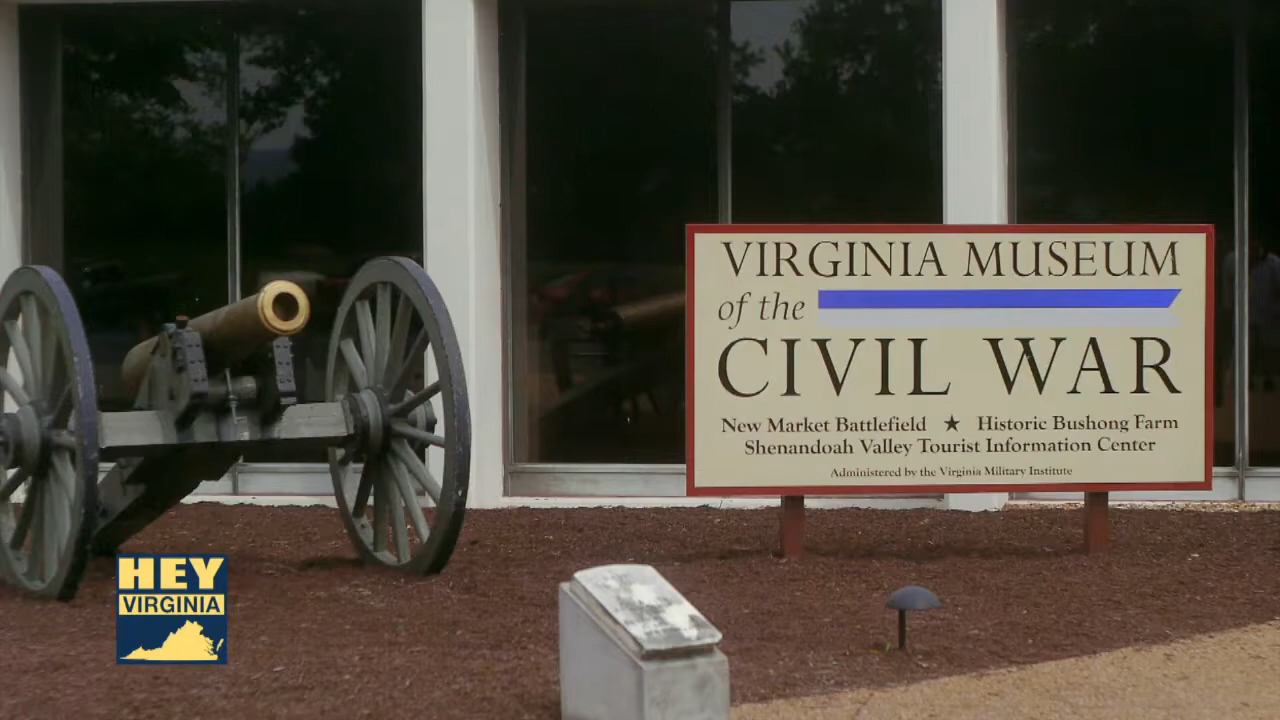 VIRGINIA MUSEUM
of the
CIVIL WAR
New Market Battlefield ★ Historic Bushong Farm
Shenandoah Valley Tourist Information Center
Administered by the Virginia Military Institute
HEY
VIRGINIA